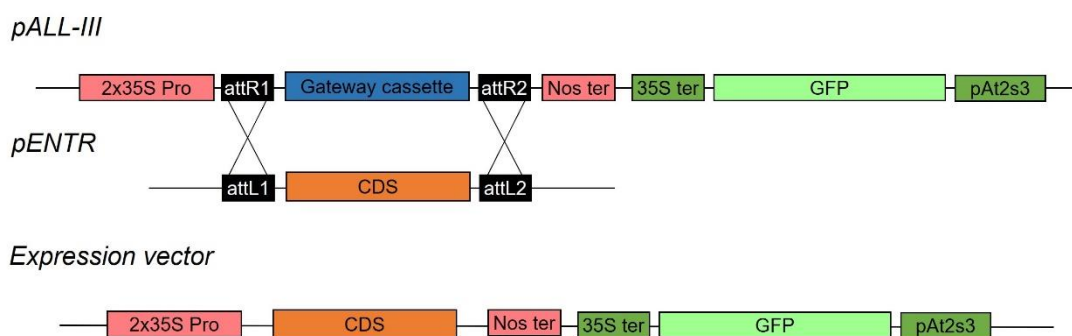 pALL-III
2x35S Pro attR1 Gateway cassette attR2 Nos ter 35S ter GFP pAt2s3
pENTR
attL1 CDS attL2
Expression vector
2x35S Pro CDS Nos ter 35S ter GFP pAt2s3